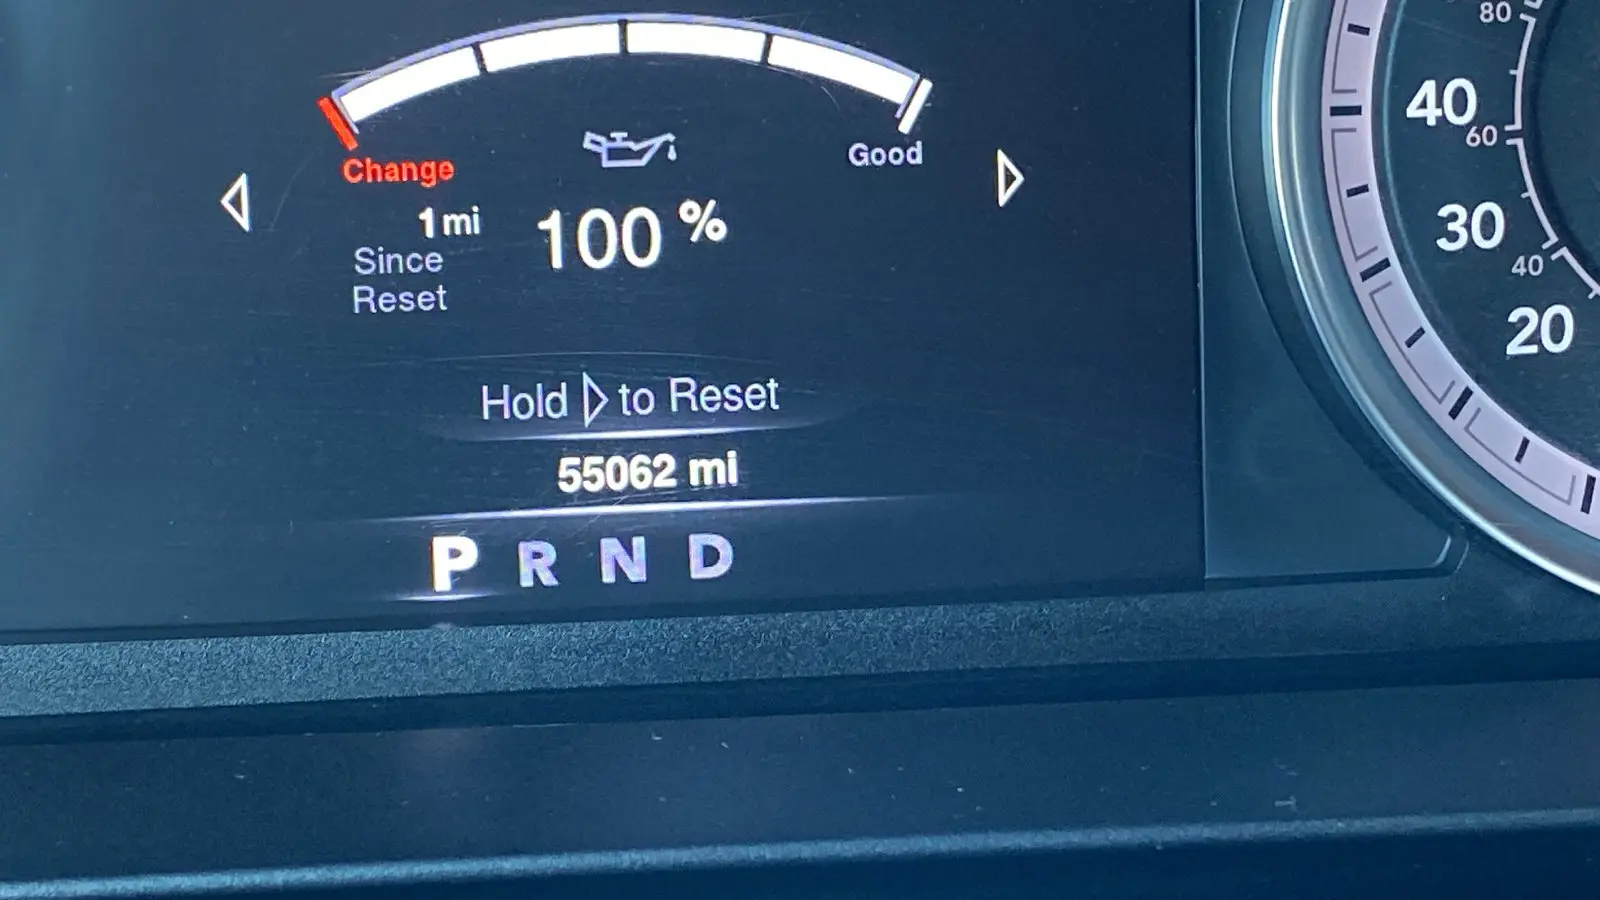 Change
Good
1 mi
100 %
Since
Reset
Hold to Reset
55062 mi
P R N D
80
40
60
30
40
20